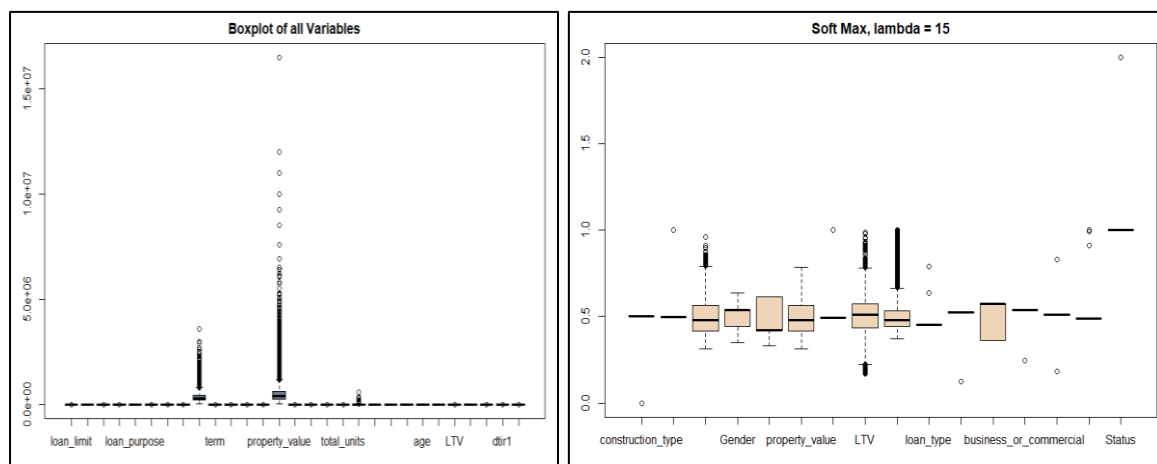 Boxplot of all Variables
1.5e+07
1.0e+07
5.0e+06
0.0e+00
loan_limit loan_purpose term property_value total_units age LTV dtir1
Soft Max, lambda = 15
2.0
1.5
1.0
0.5
0.0
construction_type Gender property_value LTV loan_type business_or_commercial Status